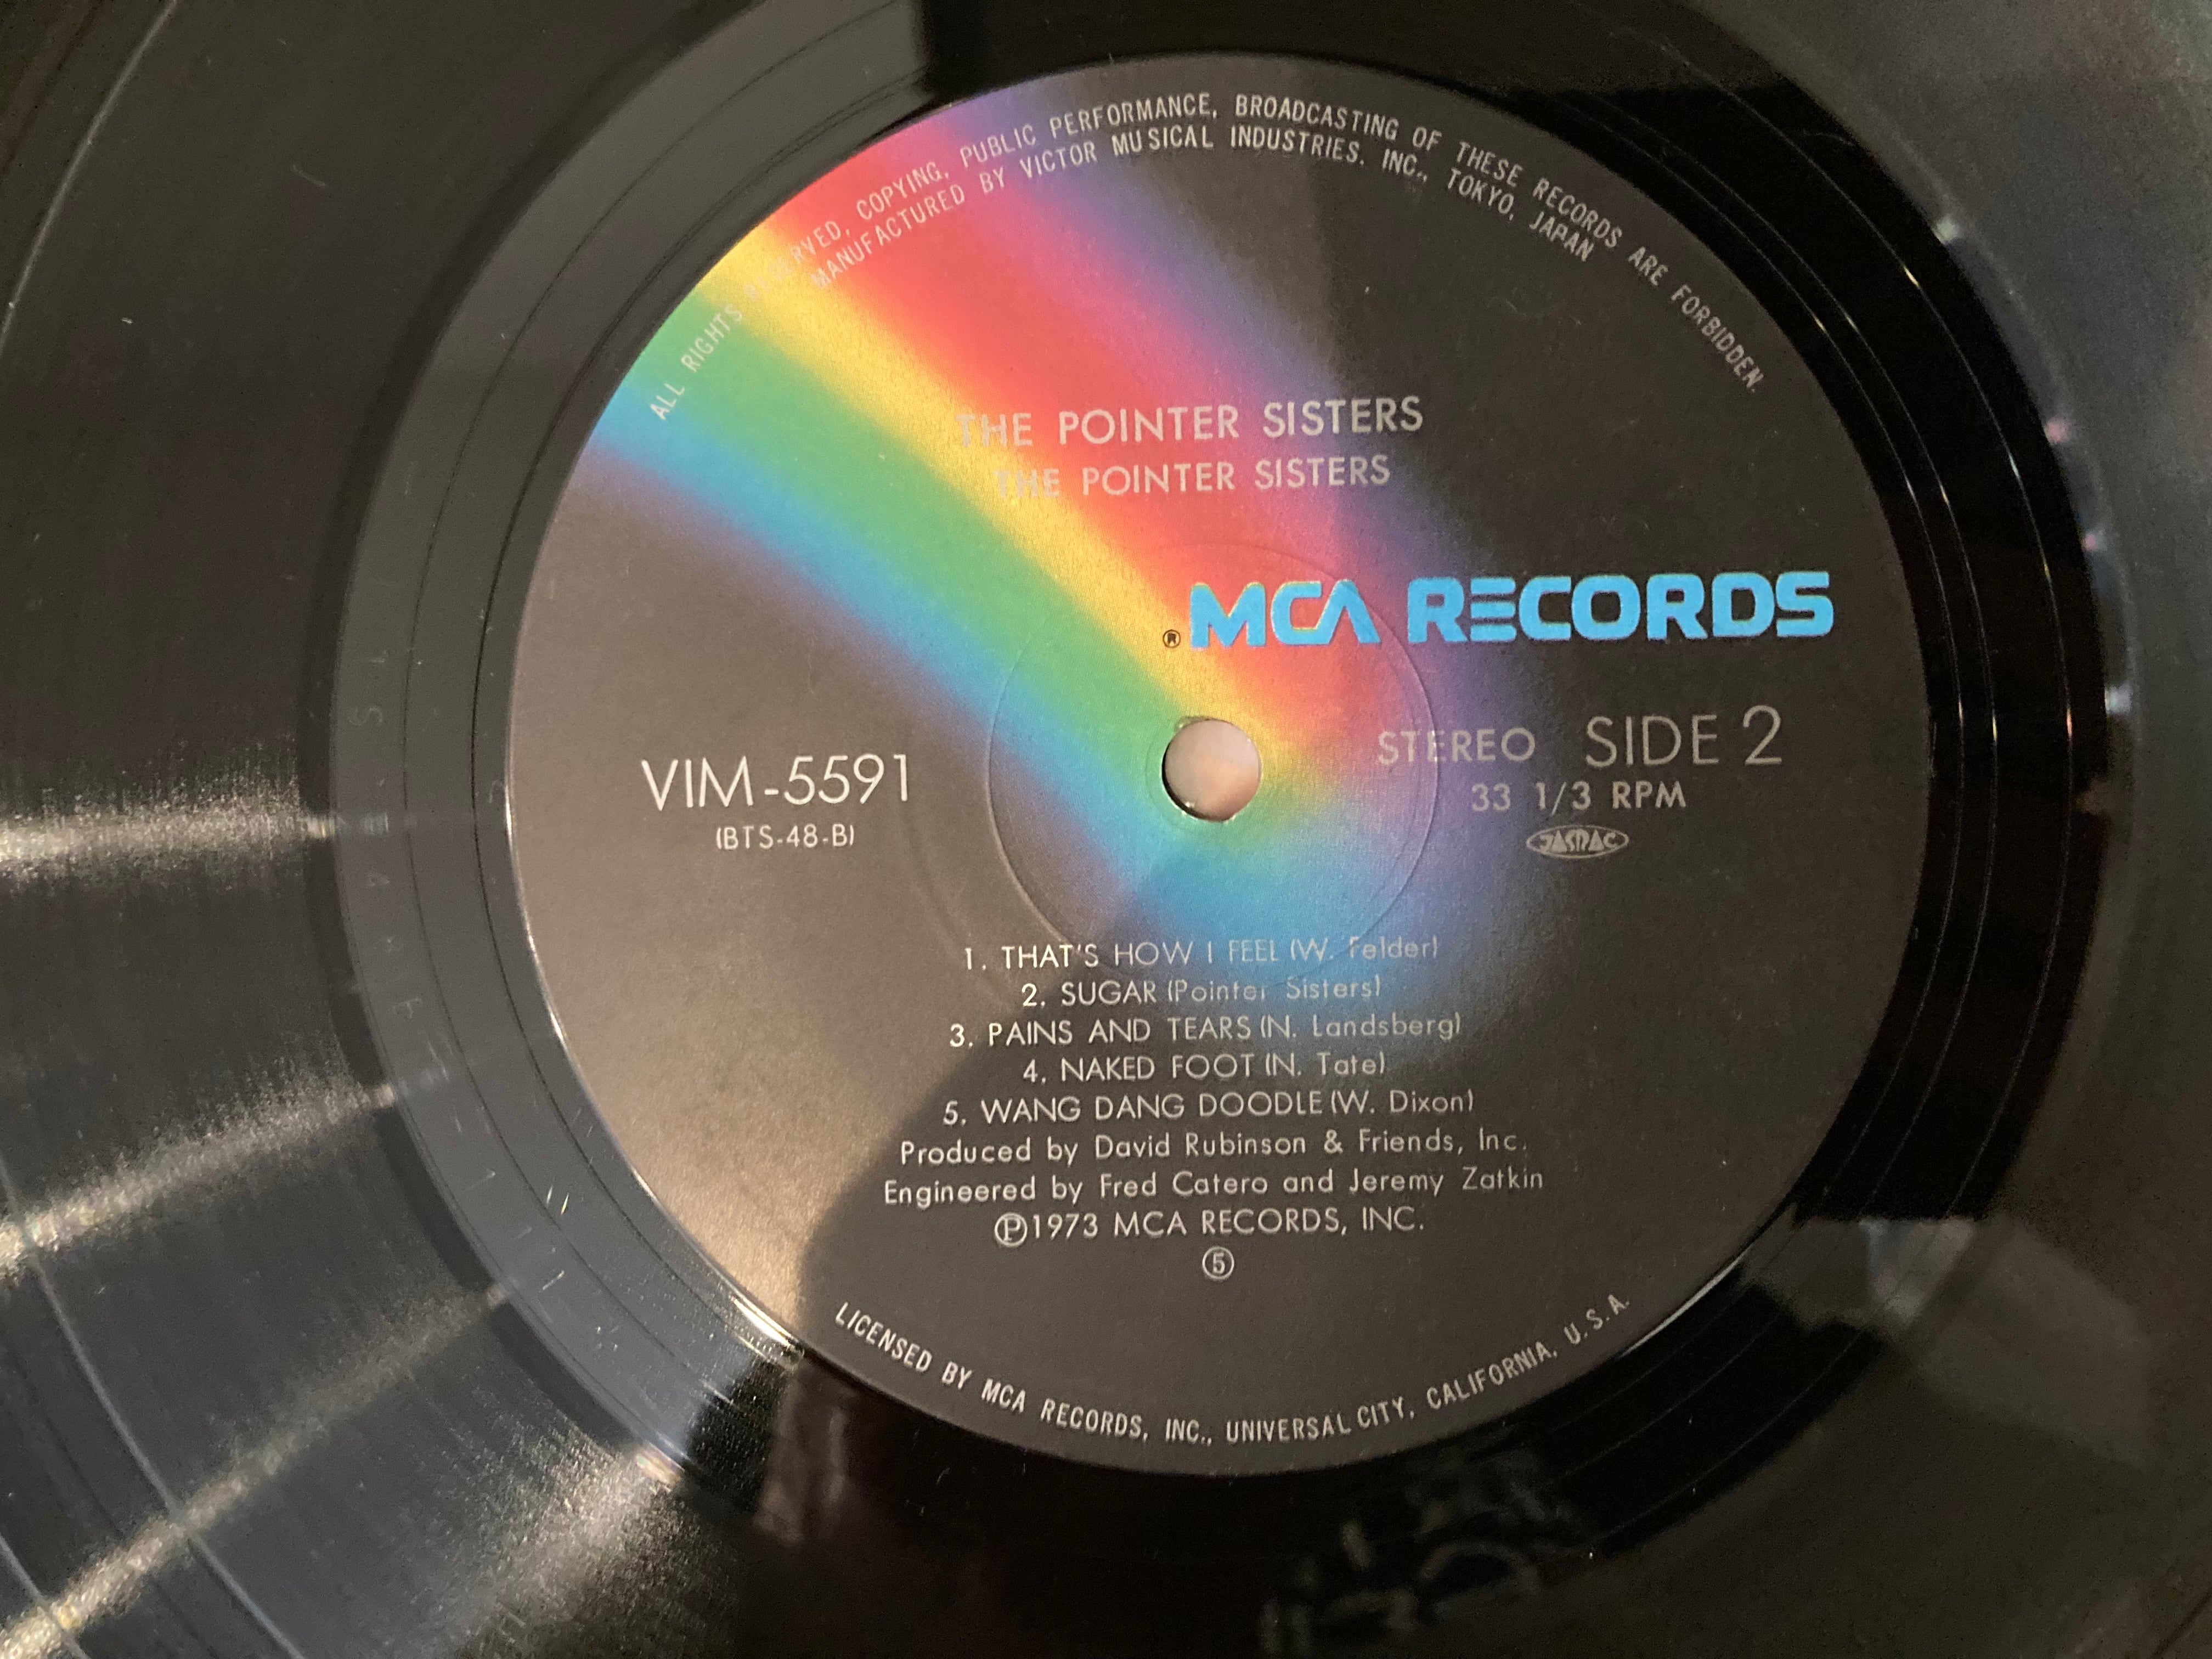 ALL RIGHTS RESERVED, COPYING, PUBLIC PERFORMANCE, BROADCASTING OF THESE RECORDS ARE FORBIDDEN.
MANUFACTURED BY VICTOR MUSICAL INDUSTRIES. INC., TOKYO, JAPAN
THE POINTER SISTERS
THE POINTER SISTERS
® MCA RECORDS
VIM-5591
(BTS-48-B)
STEREO SIDE 2
33 1/3 RPM
JASRAC
1. THAT'S HOW I FEEL (W. Felder)
2. SUGAR (Pointer Sisters)
3. PAINS AND TEARS (N. Landsberg)
4. NAKED FOOT (N. Tate)
5. WANG DANG DOODLE (W. Dixon)
Produced by David Rubinson & Friends, Inc.
Engineered by Fred Catero and Jeremy Zatkin
Ⓟ1973 MCA RECORDS, INC.
⑤
LICENSED BY MCA RECORDS, INC., UNIVERSAL CITY, CALIFORNIA, U.S.A.